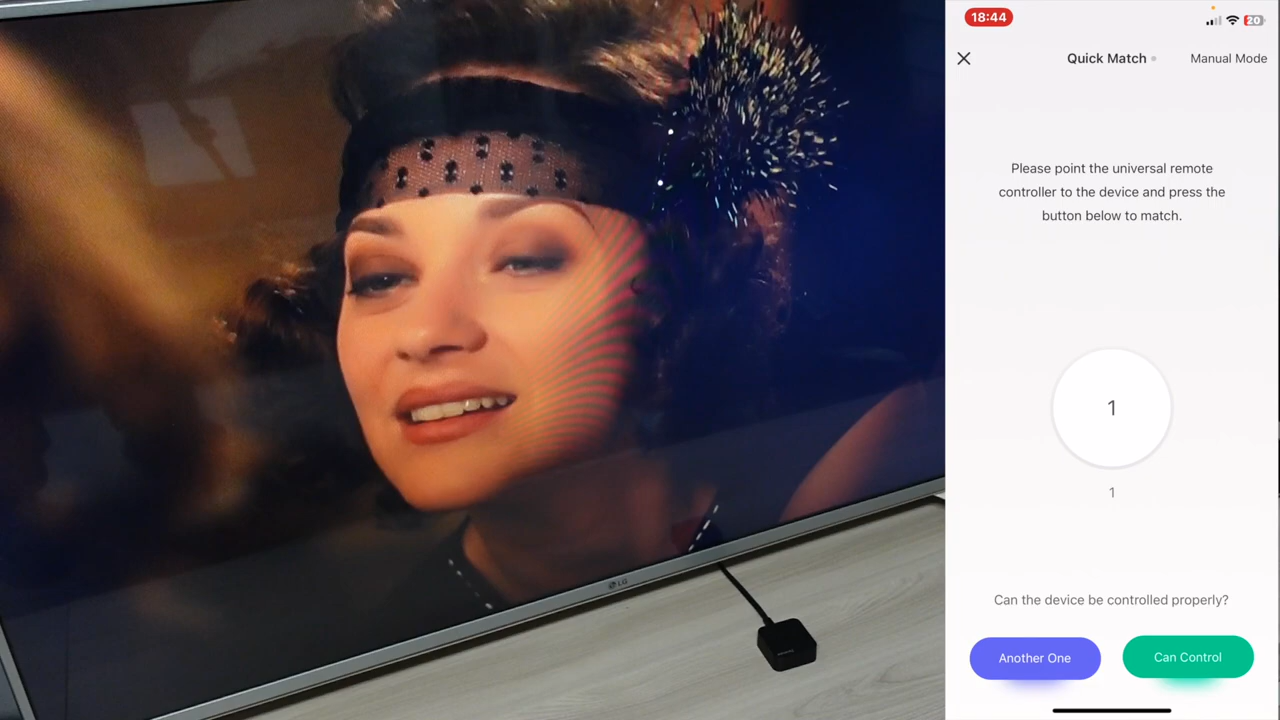 18:44
20
Quick Match
Manual Mode
Please point the universal remote
controller to the device and press the
button below to match.
1
1
Can the device be controlled properly?
Another One
Can Control
LG